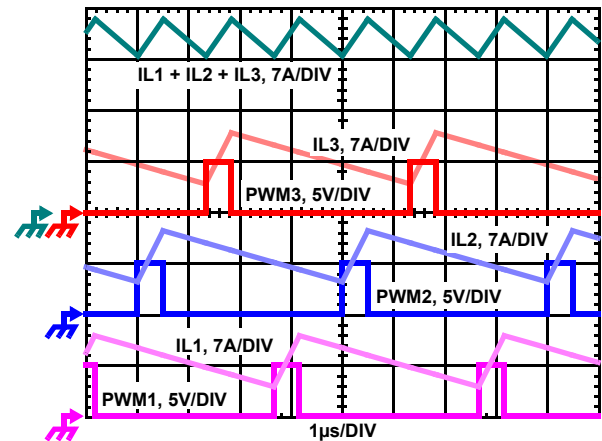 IL1 + IL2 + IL3, 7A/DIV
IL3, 7A/DIV
PWM3, 5V/DIV
IL2, 7A/DIV
PWM2, 5V/DIV
IL1, 7A/DIV
PWM1, 5V/DIV
1µs/DIV